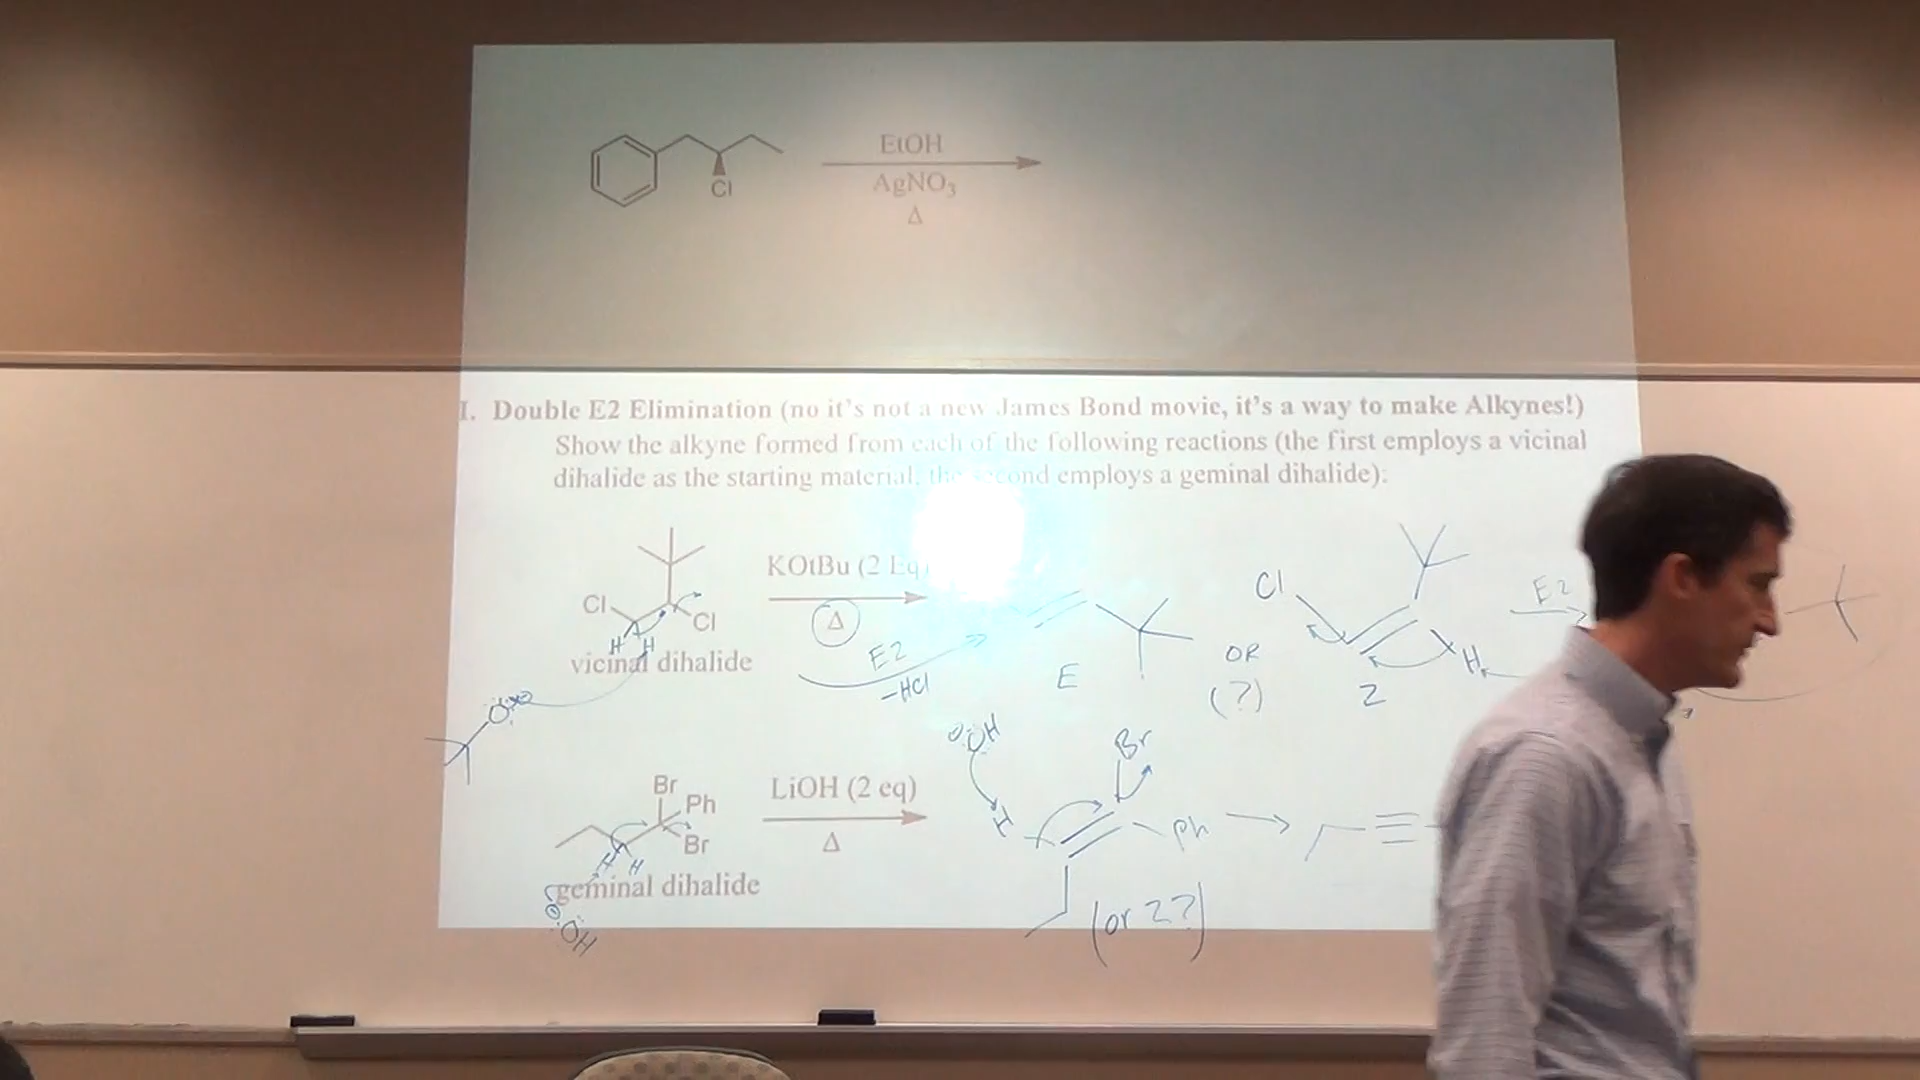 EtOH
AgNO3
Δ
Cl
I. Double E2 Elimination (no it's not a new James Bond movie, it's a way to make Alkynes!)
Show the alkyne formed from each of the following reactions (the first employs a vicinal
dihalide as the starting material, the second employs a geminal dihalide):
Cl
Cl
H H
vicinal dihalide
KOtBu (2 Eq
Δ
E2
-HCl
E
OR
(?)
Cl
H
Z
E2
O
Br
Ph
Br
H H
geminal dihalide
OH
LiOH (2 eq)
Δ
OH
H
Br
Ph
(or Z?)